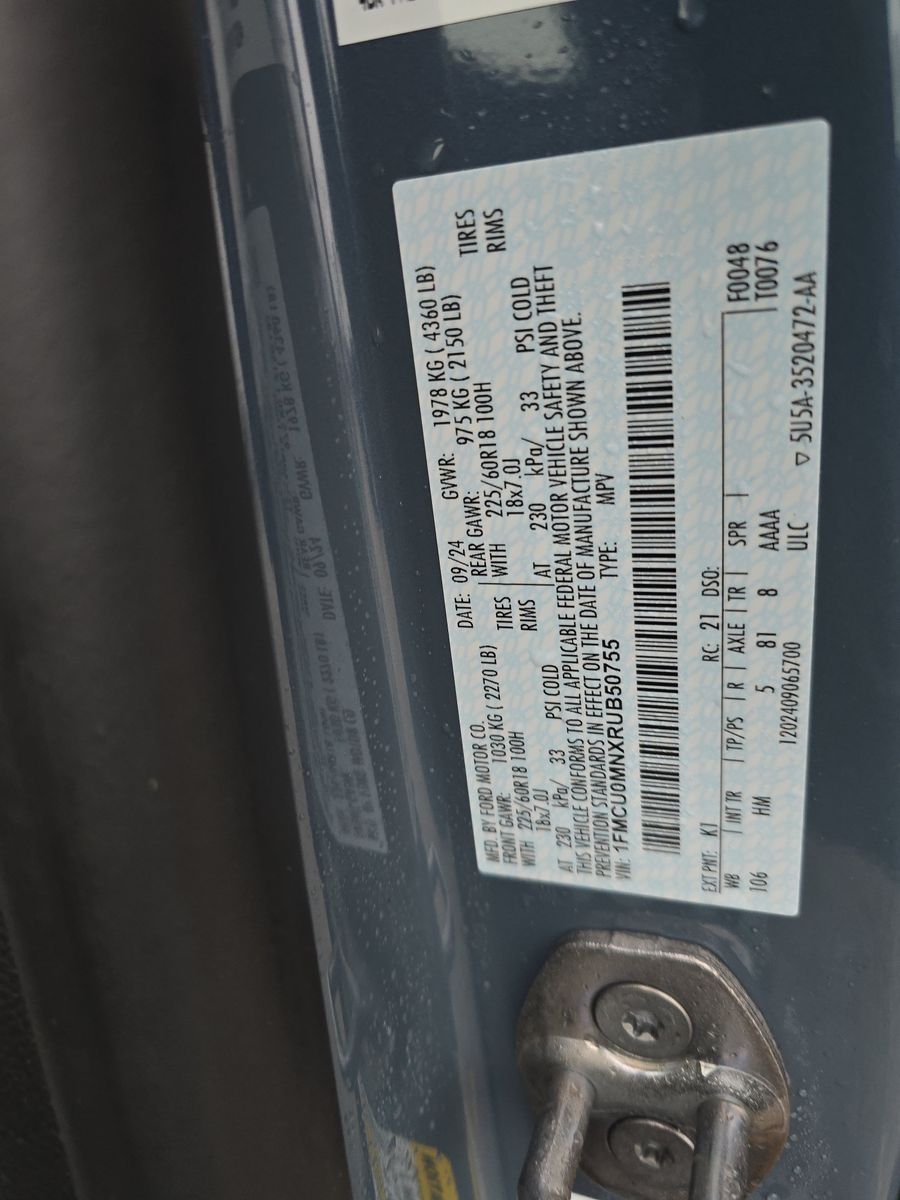 MFD. BY FORD MOTOR CO.
DATE: 09/24 GVWR: 1978 KG ( 4360 LB)
FRONT GAWR: 1030 KG ( 2270 LB) REAR GAWR: 975 KG ( 2150 LB)
WITH 225/60R18 100H TIRES WITH 225/60R18 100H TIRES
18x7.0J RIMS 18x7.0J RIMS
AT 230 kPa/ 33 PSI COLD AT 230 kPa/ 33 PSI COLD
THIS VEHICLE CONFORMS TO ALL APPLICABLE FEDERAL MOTOR VEHICLE SAFETY AND THEFT
PREVENTION STANDARDS IN EFFECT ON THE DATE OF MANUFACTURE SHOWN ABOVE.
VIN: 1FMCU0MNXRUB50755 TYPE: MPV
EXT PNT: K1 RC: 21 DSO:
WB INT TR TP/PS R AXLE TR SPR F0048
106 HM 5 81 8 AAAA T0076
1202409065700 ULC ▽ 5U5A-3520472-AA